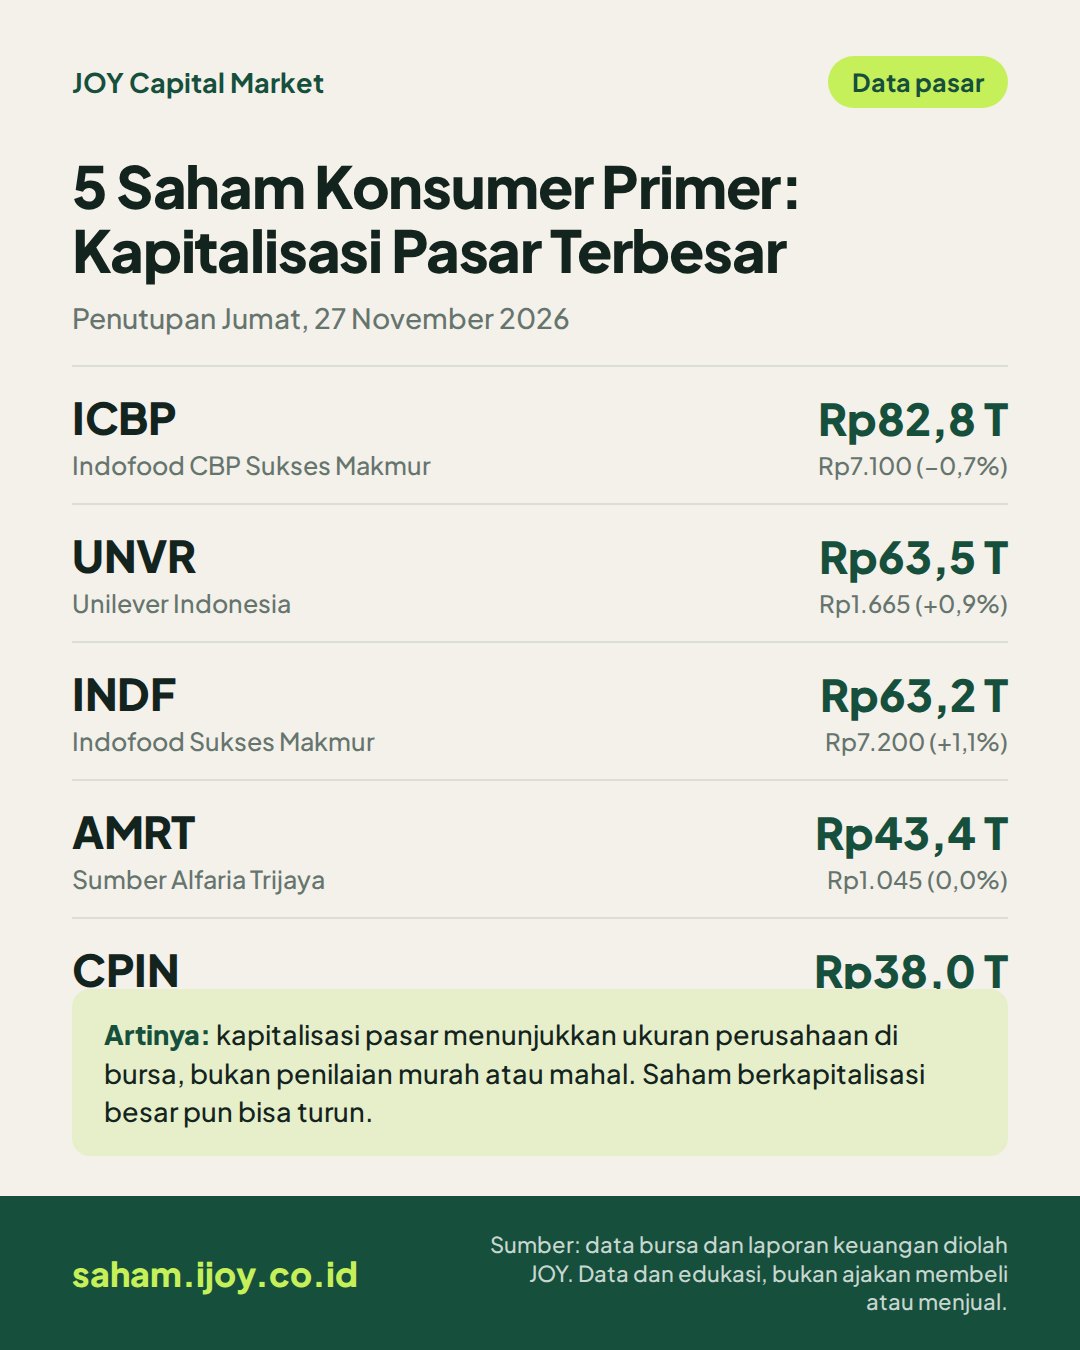 JOY Capital Market
Data pasar
5 Saham Konsumer Primer:
Kapitalisasi Pasar Terbesar
Penutupan Jumat, 27 November 2026
ICBP
Rp82,8 T
Indofood CBP Sukses Makmur
Rp7.100 (−0,7%)
UNVR
Rp63,5 T
Unilever Indonesia
Rp1.665 (+0,9%)
INDF
Rp63,2 T
Indofood Sukses Makmur
Rp7.200 (+1,1%)
AMRT
Rp43,4 T
Sumber Alfaria Trijaya
Rp1.045 (0,0%)
CPIN
Rp38,0 T
Artinya: kapitalisasi pasar menunjukkan ukuran perusahaan di
bursa, bukan penilaian murah atau mahal. Saham berkapitalisasi
besar pun bisa turun.
saham.ijoy.co.id
Sumber: data bursa dan laporan keuangan diolah
JOY. Data dan edukasi, bukan ajakan membeli
atau menjual.